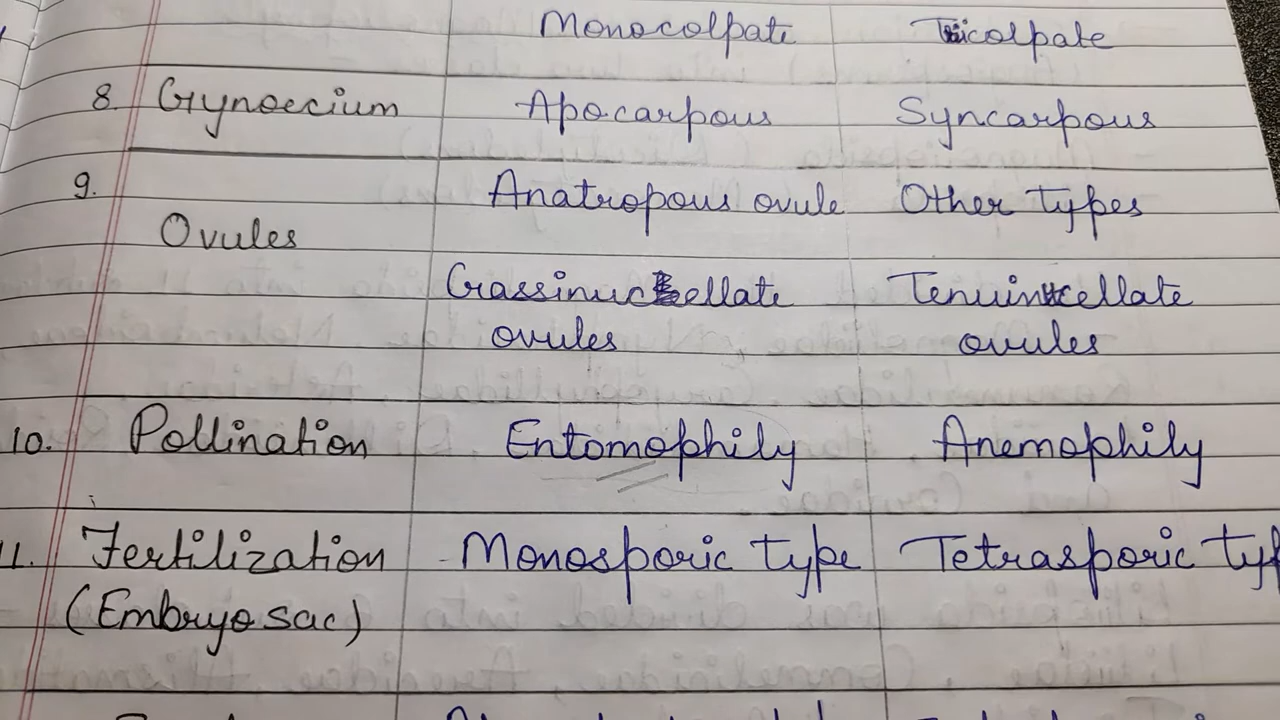 Monocolpate Tricolpate
8. Gynoecium Apocarpous Syncarpous
9. Anatropous ovule Other types
Ovules
Crassinucellate Tenuinucellate
ovules ovules
10. Pollination Entomophily Anemophily
11. Fertilization - Monosporic type Tetrasporic typ
(Embryo sac)